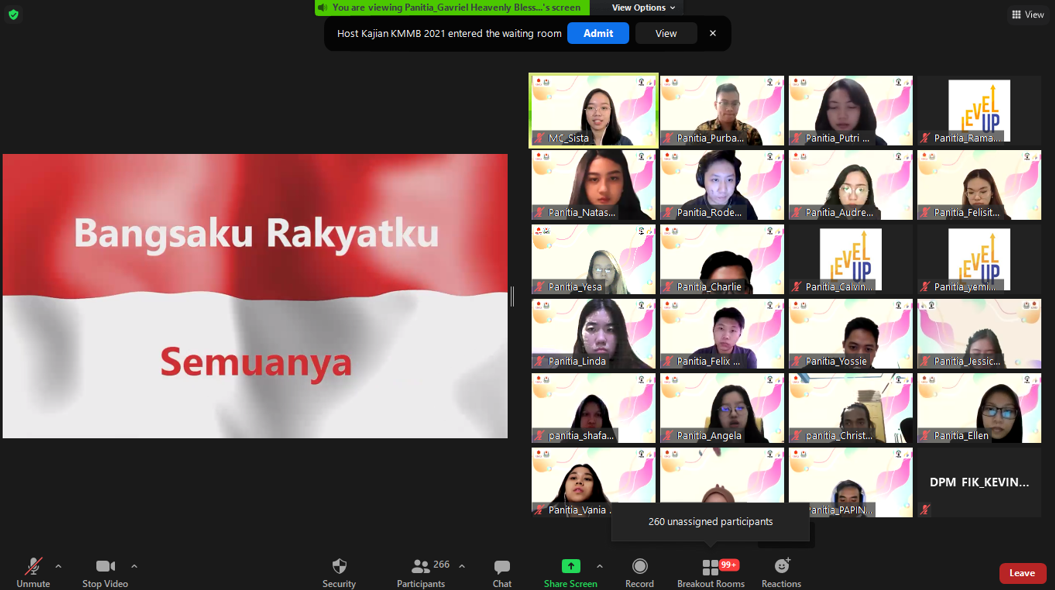 You are viewing Panitia_Gavriel Heavenly Bless...'s screen
View Options
View
Host Kajian KMMB 2021 entered the waiting room
Admit
View
Bangsaku Rakyatku
Semuanya
MC_Sista
Panitia_Purba...
Panitia_Putri ...
LEVEL UP
Panitia_Rama...
Panitia_Natas...
Panitia_Rode...
Panitia_Audre...
Panitia_Felisit...
Panitia_Yesa
Panitia_Charlie
LEVEL UP
Panitia_Calvin...
LEVEL UP
Panitia_yemi...
Panitia_Linda
Panitia_Felix ...
Panitia_Yossie
Panitia_Jessic...
panitia_shafa...
Panitia_Angela
panitia_Christ...
Panitia_Ellen
Panitia_Vania ...
DPM FIK_KEVIN...
260 unassigned participants
Unmute
Stop Video
Security
266
Participants
Chat
Share Screen
Record
99+
Breakout Rooms
Reactions
Leave